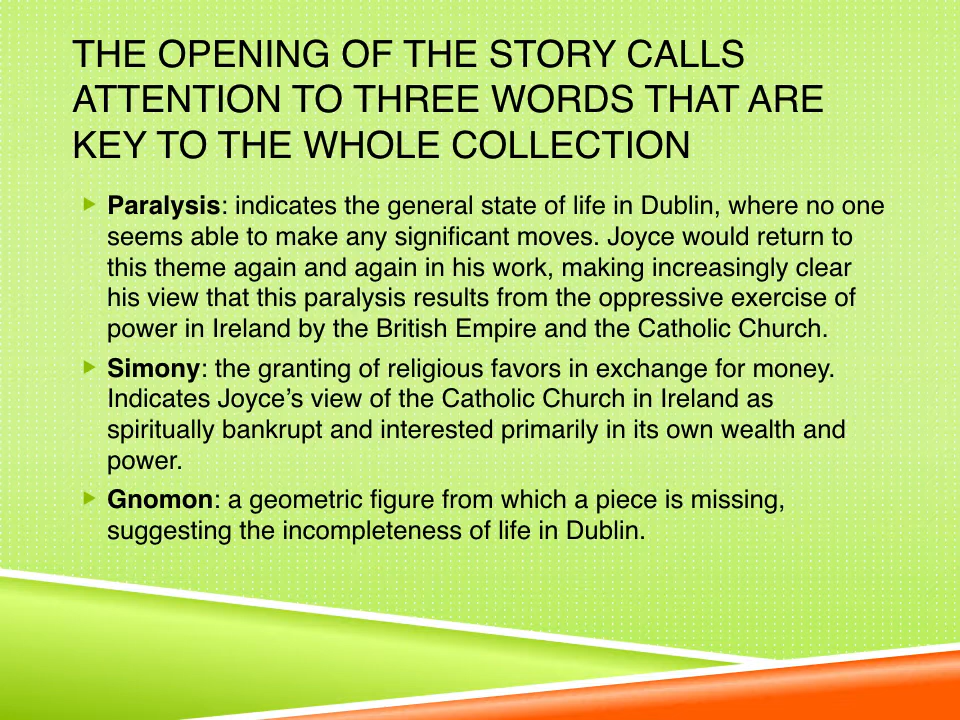 THE OPENING OF THE STORY CALLS
ATTENTION TO THREE WORDS THAT ARE
KEY TO THE WHOLE COLLECTION
Paralysis: indicates the general state of life in Dublin, where no one
seems able to make any significant moves. Joyce would return to
this theme again and again in his work, making increasingly clear
his view that this paralysis results from the oppressive exercise of
power in Ireland by the British Empire and the Catholic Church.
Simony: the granting of religious favors in exchange for money.
Indicates Joyce’s view of the Catholic Church in Ireland as
spiritually bankrupt and interested primarily in its own wealth and
power.
Gnomon: a geometric figure from which a piece is missing,
suggesting the incompleteness of life in Dublin.